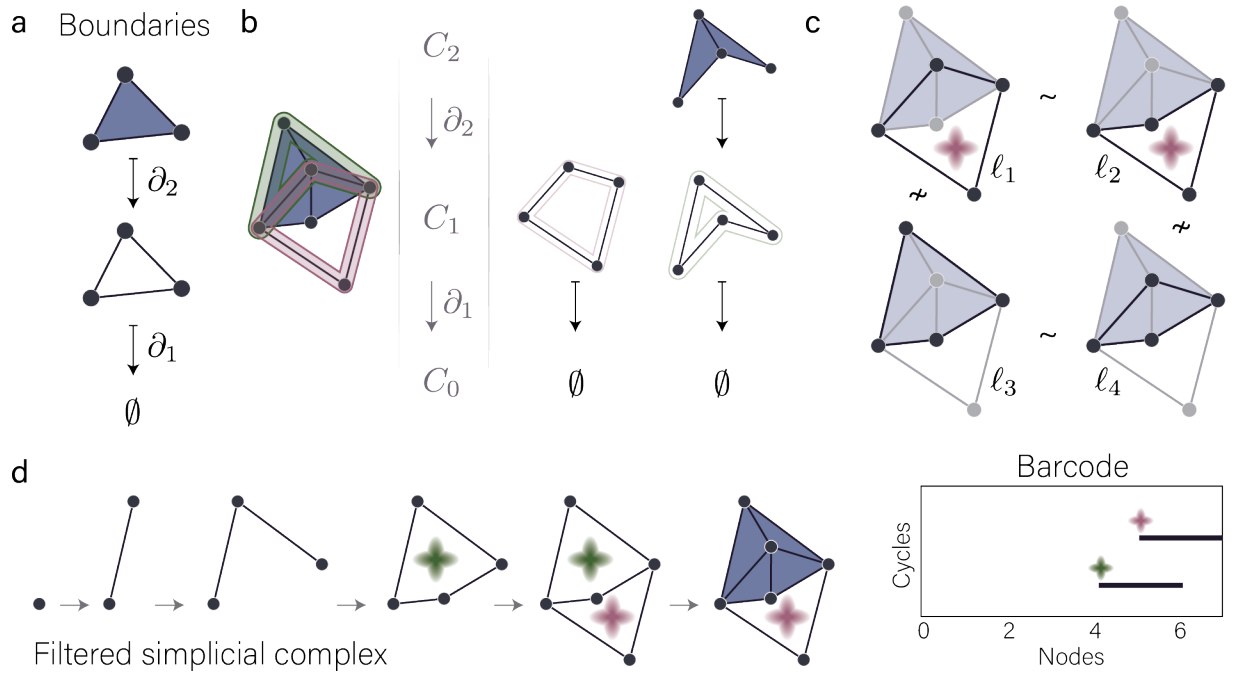 a Boundaries
∂₂
∂₁
∅
b
C₂
∂₂
C₁
∂₁
C₀
∅ ∅
c
~
ℓ₁ ℓ₂
≁ ≁
~
ℓ₃ ℓ₄
d
Filtered simplicial complex
Barcode
Cycles
0 2 4 6
Nodes